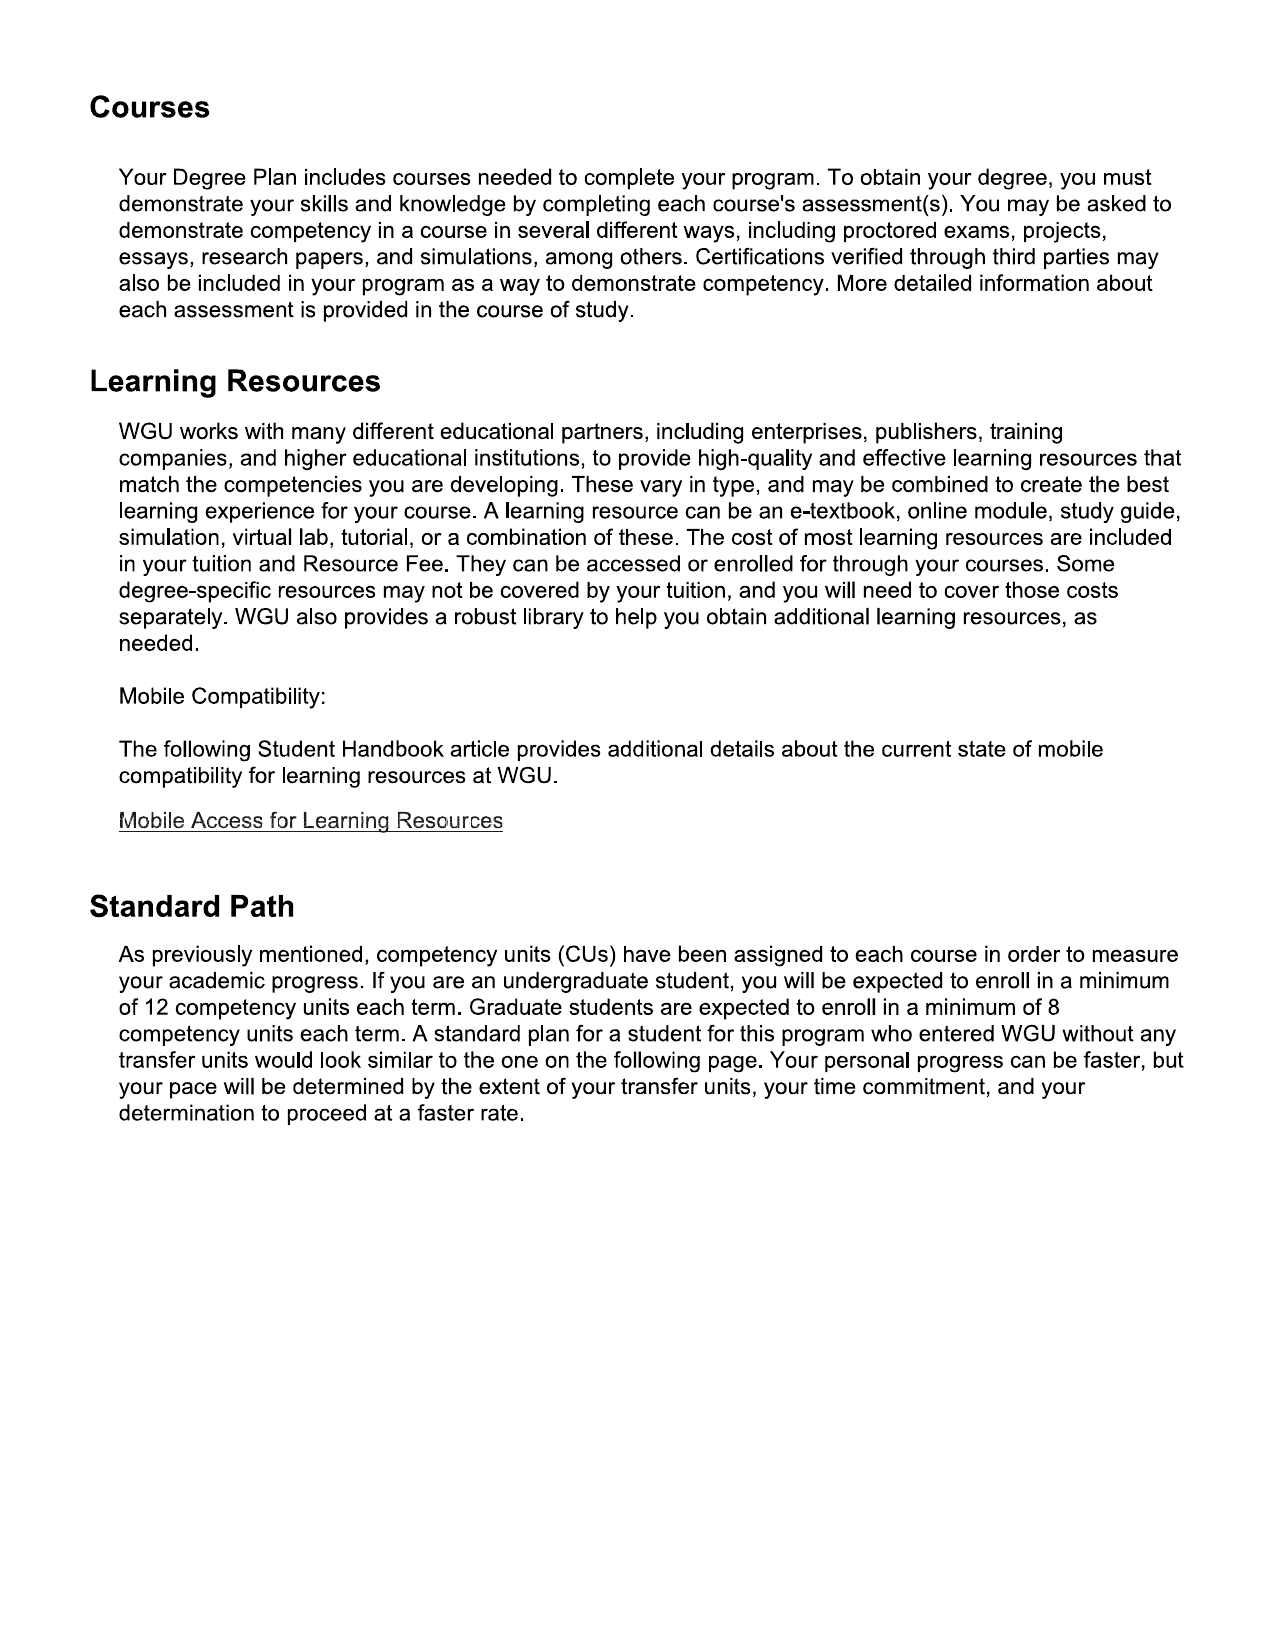 Courses
Your Degree Plan includes courses needed to complete your program. To obtain your degree, you must
demonstrate your skills and knowledge by completing each course's assessment(s). You may be asked to
demonstrate competency in a course in several different ways, including proctored exams, projects,
essays, research papers, and simulations, among others. Certifications verified through third parties may
also be included in your program as a way to demonstrate competency. More detailed information about
each assessment is provided in the course of study.
Learning Resources
WGU works with many different educational partners, including enterprises, publishers, training
companies, and higher educational institutions, to provide high-quality and effective learning resources that
match the competencies you are developing. These vary in type, and may be combined to create the best
learning experience for your course. A learning resource can be an e-textbook, online module, study guide,
simulation, virtual lab, tutorial, or a combination of these. The cost of most learning resources are included
in your tuition and Resource Fee. They can be accessed or enrolled for through your courses. Some
degree-specific resources may not be covered by your tuition, and you will need to cover those costs
separately. WGU also provides a robust library to help you obtain additional learning resources, as
needed.
Mobile Compatibility:
The following Student Handbook article provides additional details about the current state of mobile
compatibility for learning resources at WGU.
Mobile Access for Learning Resources
Standard Path
As previously mentioned, competency units (CUs) have been assigned to each course in order to measure
your academic progress. If you are an undergraduate student, you will be expected to enroll in a minimum
of 12 competency units each term. Graduate students are expected to enroll in a minimum of 8
competency units each term. A standard plan for a student for this program who entered WGU without any
transfer units would look similar to the one on the following page. Your personal progress can be faster, but
your pace will be determined by the extent of your transfer units, your time commitment, and your
determination to proceed at a faster rate.